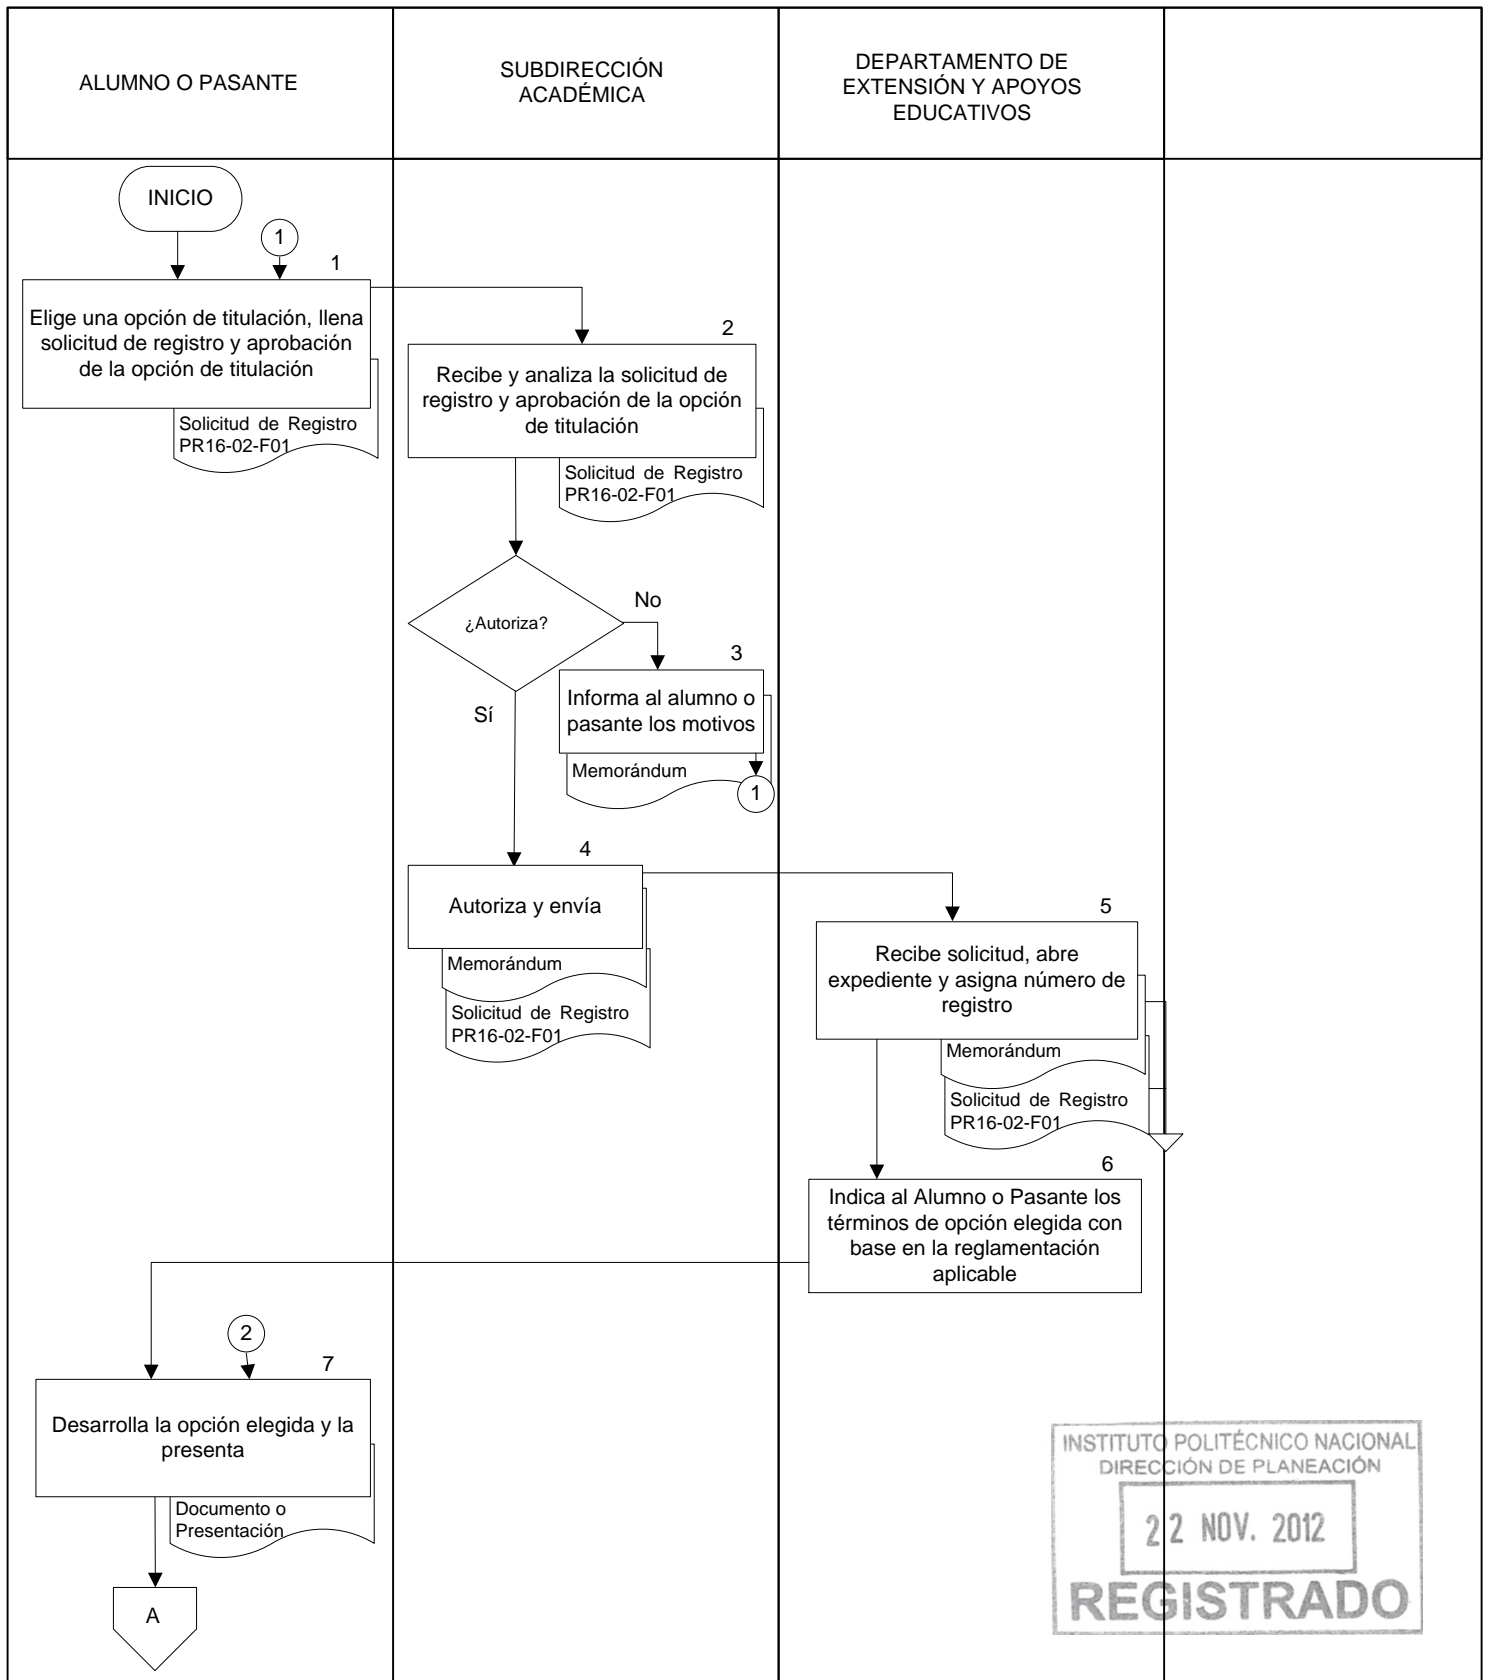 ALUMNO O PASANTE
SUBDIRECCIÓN
ACADÉMICA
DEPARTAMENTO DE
EXTENSIÓN Y APOYOS
EDUCATIVOS
INICIO
1
1
Elige una opción de titulación, llena
solicitud de registro y aprobación
de la opción de titulación
Solicitud de Registro
PR16-02-F01
2
Recibe y analiza la solicitud de
registro y aprobación de la opción
de titulación
Solicitud de Registro
PR16-02-F01
¿Autoriza?
No
Sí
3
Informa al alumno o
pasante los motivos
Memorándum
1
4
Autoriza y envía
Memorándum
Solicitud de Registro
PR16-02-F01
5
Recibe solicitud, abre
expediente y asigna número de
registro
Memorándum
Solicitud de Registro
PR16-02-F01
6
Indica al Alumno o Pasante los
términos de opción elegida con
base en la reglamentación
aplicable
2
7
Desarrolla la opción elegida y la
presenta
Documento o
Presentación
A
INSTITUTO POLITÉCNICO NACIONAL
DIRECCIÓN DE PLANEACIÓN
22 NOV. 2012
REGISTRADO